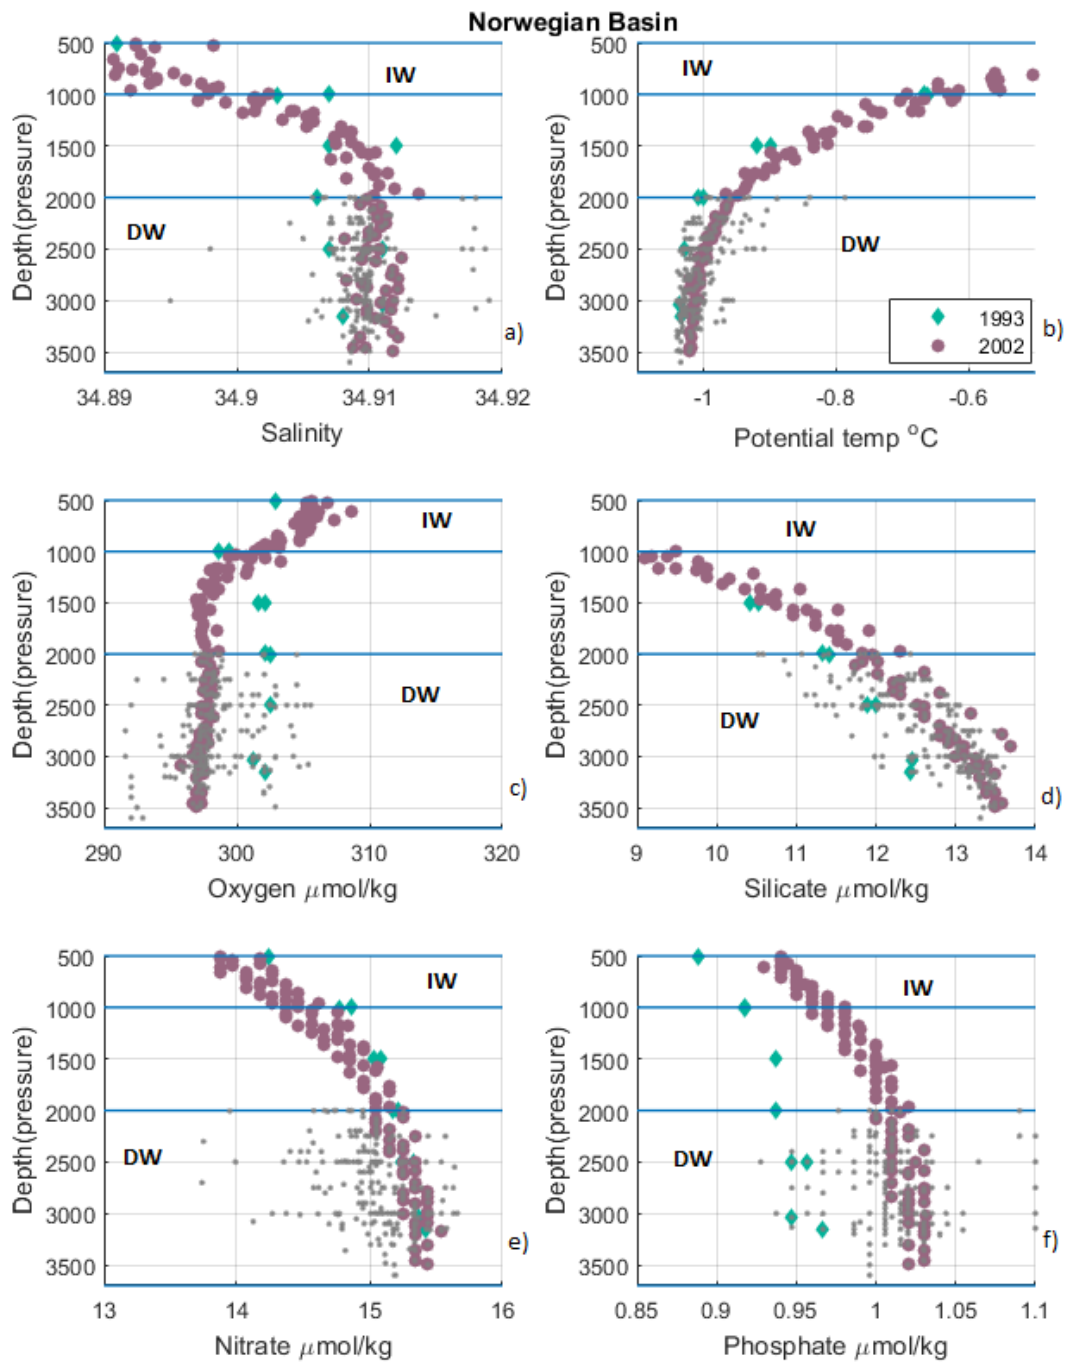 Norwegian Basin
500
1000
1500
2000
2500
3000
3500
Depth(pressure)
IW
DW
a)
34.89
34.9
34.91
34.92
Salinity
500
1000
1500
2000
2500
3000
3500
Depth(pressure)
IW
DW
1993
2002
b)
-1
-0.8
-0.6
Potential temp °C
500
1000
1500
2000
2500
3000
3500
Depth(pressure)
IW
DW
c)
290
300
310
320
Oxygen μmol/kg
500
1000
1500
2000
2500
3000
3500
Depth(pressure)
IW
DW
d)
9
10
11
12
13
14
Silicate μmol/kg
500
1000
1500
2000
2500
3000
3500
Depth(pressure)
IW
DW
e)
13
14
15
16
Nitrate μmol/kg
500
1000
1500
2000
2500
3000
3500
Depth(pressure)
IW
DW
f)
0.85
0.9
0.95
1
1.05
1.1
Phosphate μmol/kg